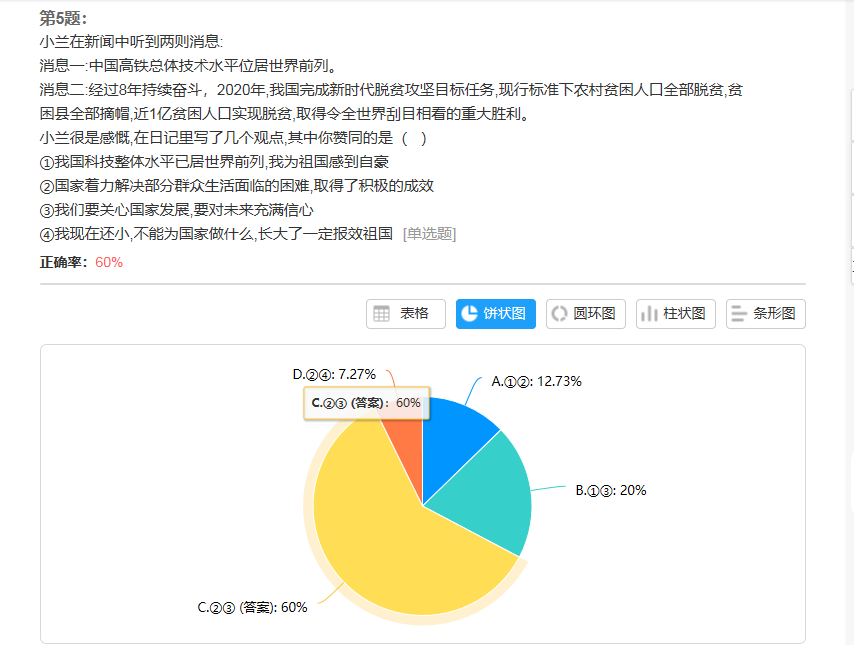 第5题:
小兰在新闻中听到两则消息:
消息一:中国高铁总体技术水平位居世界前列。
消息二:经过8年持续奋斗，2020年,我国完成新时代脱贫攻坚目标任务,现行标准下农村贫困人口全部脱贫,贫
困县全部摘帽,近1亿贫困人口实现脱贫,取得令全世界刮目相看的重大胜利。
小兰很是感慨,在日记里写了几个观点,其中你赞同的是（ ）
①我国科技整体水平已居世界前列,我为祖国感到自豪
②国家着力解决部分群众生活面临的困难,取得了积极的成效
③我们要关心国家发展,要对未来充满信心
④我现在还小,不能为国家做什么,长大了一定报效祖国 [单选题]
正确率：60%
表格 饼状图 圆环图 柱状图 条形图
D.②④: 7.27%
A.①②: 12.73%
C.②③ (答案)：60%
B.①③: 20%
C.②③ (答案): 60%